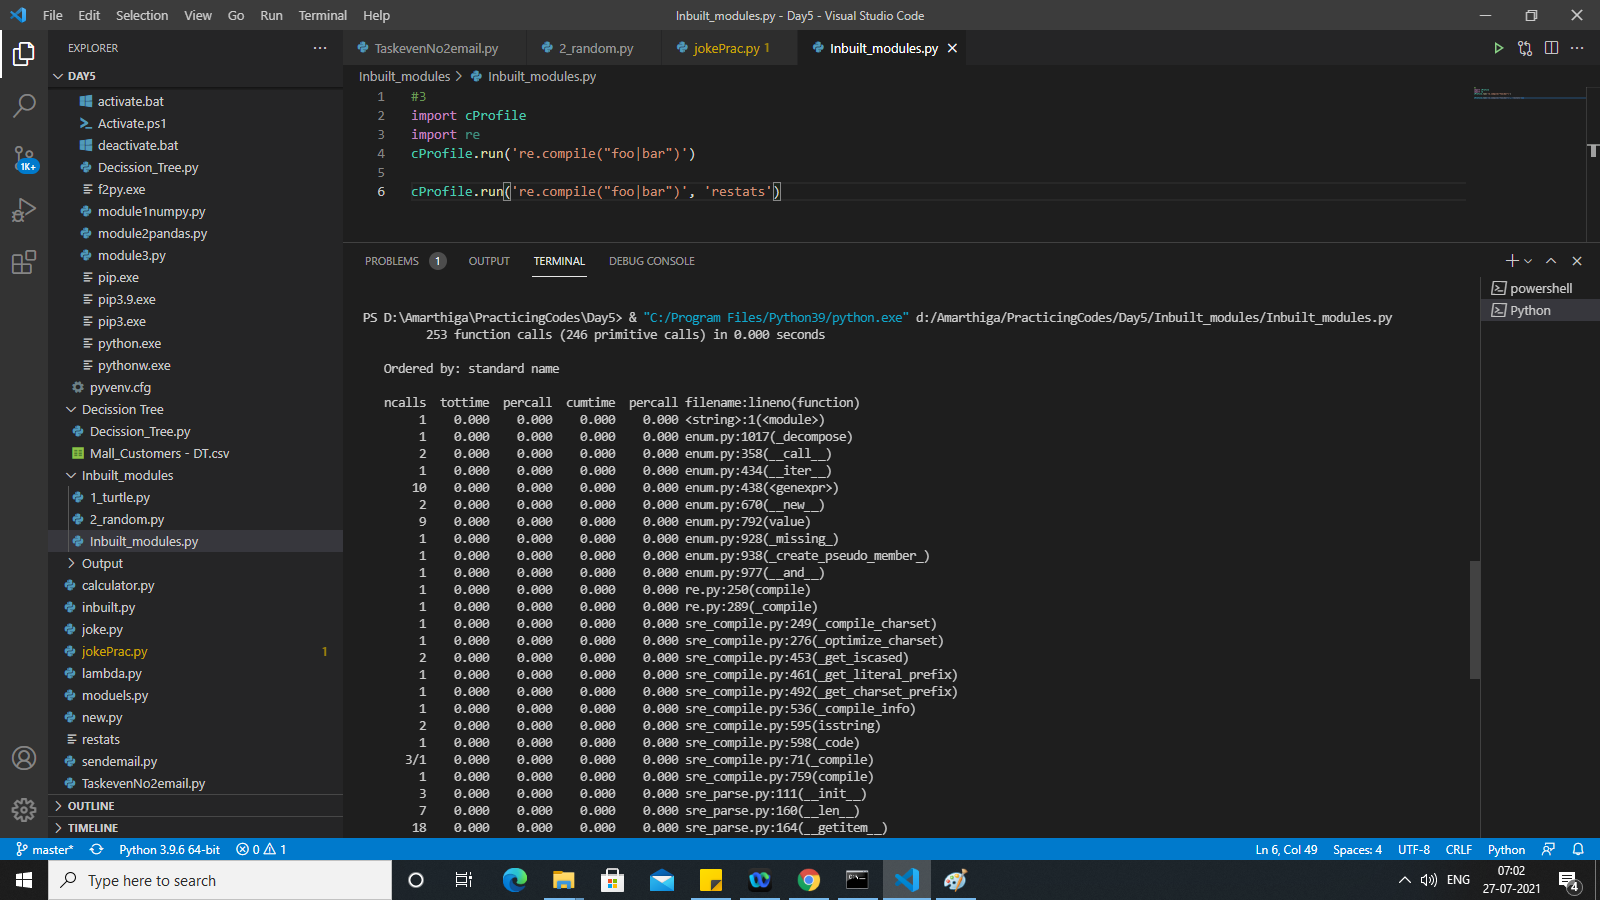 File Edit Selection View Go Run Terminal Help
Inbuilt_modules.py - Day5 - Visual Studio Code
EXPLORER
DAY5
activate.bat
Activate.ps1
deactivate.bat
Decission_Tree.py
f2py.exe
module1numpy.py
module2pandas.py
module3.py
pip.exe
pip3.9.exe
pip3.exe
python.exe
pythonw.exe
pyvenv.cfg
Decission Tree
Decission_Tree.py
Mall_Customers - DT.csv
Inbuilt_modules
1_turtle.py
2_random.py
Inbuilt_modules.py
Output
calculator.py
inbuilt.py
joke.py
jokePrac.py 1
lambda.py
moduels.py
new.py
restats
sendemail.py
TaskevenNo2email.py
OUTLINE
TIMELINE
1K+
TaskevenNo2email.py 2_random.py jokePrac.py 1 Inbuilt_modules.py
Inbuilt_modules > Inbuilt_modules.py
1 #3
2 import cProfile
3 import re
4 cProfile.run('re.compile("foo|bar")')
5
6 cProfile.run('re.compile("foo|bar")', 'restats')
PROBLEMS 1 OUTPUT TERMINAL DEBUG CONSOLE
powershell
Python
PS D:\Amarthiga\PracticingCodes\Day5> & "C:/Program Files/Python39/python.exe" d:/Amarthiga/PracticingCodes/Day5/Inbuilt_modules/Inbuilt_modules.py
253 function calls (246 primitive calls) in 0.000 seconds
Ordered by: standard name
ncalls tottime percall cumtime percall filename:lineno(function)
1 0.000 0.000 0.000 0.000 <string>:1(<module>)
1 0.000 0.000 0.000 0.000 enum.py:1017(_decompose)
2 0.000 0.000 0.000 0.000 enum.py:358(__call__)
1 0.000 0.000 0.000 0.000 enum.py:434(__iter__)
10 0.000 0.000 0.000 0.000 enum.py:438(<genexpr>)
2 0.000 0.000 0.000 0.000 enum.py:670(__new__)
9 0.000 0.000 0.000 0.000 enum.py:792(value)
1 0.000 0.000 0.000 0.000 enum.py:928(_missing_)
1 0.000 0.000 0.000 0.000 enum.py:938(_create_pseudo_member_)
1 0.000 0.000 0.000 0.000 enum.py:977(__and__)
1 0.000 0.000 0.000 0.000 re.py:250(compile)
1 0.000 0.000 0.000 0.000 re.py:289(_compile)
1 0.000 0.000 0.000 0.000 sre_compile.py:249(_compile_charset)
1 0.000 0.000 0.000 0.000 sre_compile.py:276(_optimize_charset)
2 0.000 0.000 0.000 0.000 sre_compile.py:453(_get_iscased)
1 0.000 0.000 0.000 0.000 sre_compile.py:461(_get_literal_prefix)
1 0.000 0.000 0.000 0.000 sre_compile.py:492(_get_charset_prefix)
1 0.000 0.000 0.000 0.000 sre_compile.py:536(_compile_info)
2 0.000 0.000 0.000 0.000 sre_compile.py:595(isstring)
1 0.000 0.000 0.000 0.000 sre_compile.py:598(_code)
3/1 0.000 0.000 0.000 0.000 sre_compile.py:71(_compile)
1 0.000 0.000 0.000 0.000 sre_compile.py:759(compile)
3 0.000 0.000 0.000 0.000 sre_parse.py:111(__init__)
7 0.000 0.000 0.000 0.000 sre_parse.py:160(__len__)
18 0.000 0.000 0.000 0.000 sre_parse.py:164(__getitem__)
master* Python 3.9.6 64-bit 0 1 Ln 6, Col 49 Spaces: 4 UTF-8 CRLF Python
Type here to search
ENG
07:02
27-07-2021
4